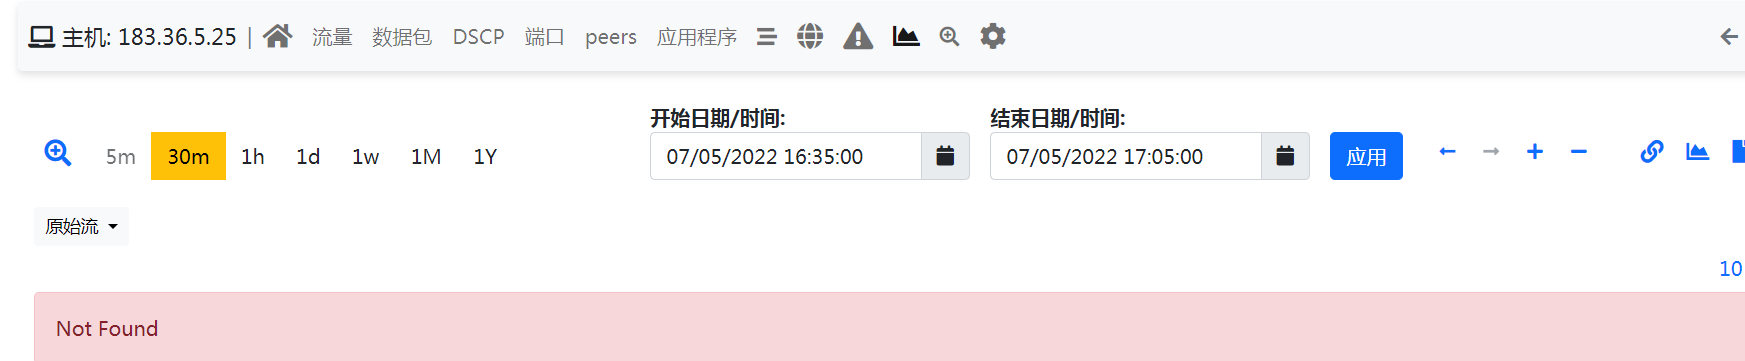 主机: 183.36.5.25 | 流量 数据包 DSCP 端口 peers 应用程序
开始日期/时间: 结束日期/时间:
5m 30m 1h 1d 1w 1M 1Y 07/05/2022 16:35:00 07/05/2022 17:05:00 应用
原始流
10
Not Found